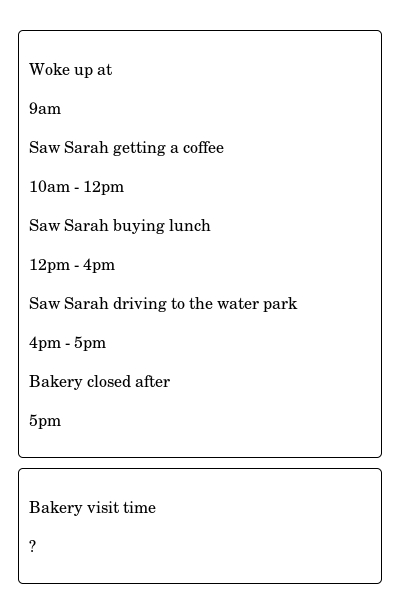 Woke up at
9am
Saw Sarah getting a coffee
10am - 12pm
Saw Sarah buying lunch
12pm - 4pm
Saw Sarah driving to the water park
4pm - 5pm
Bakery closed after
5pm
Bakery visit time
?